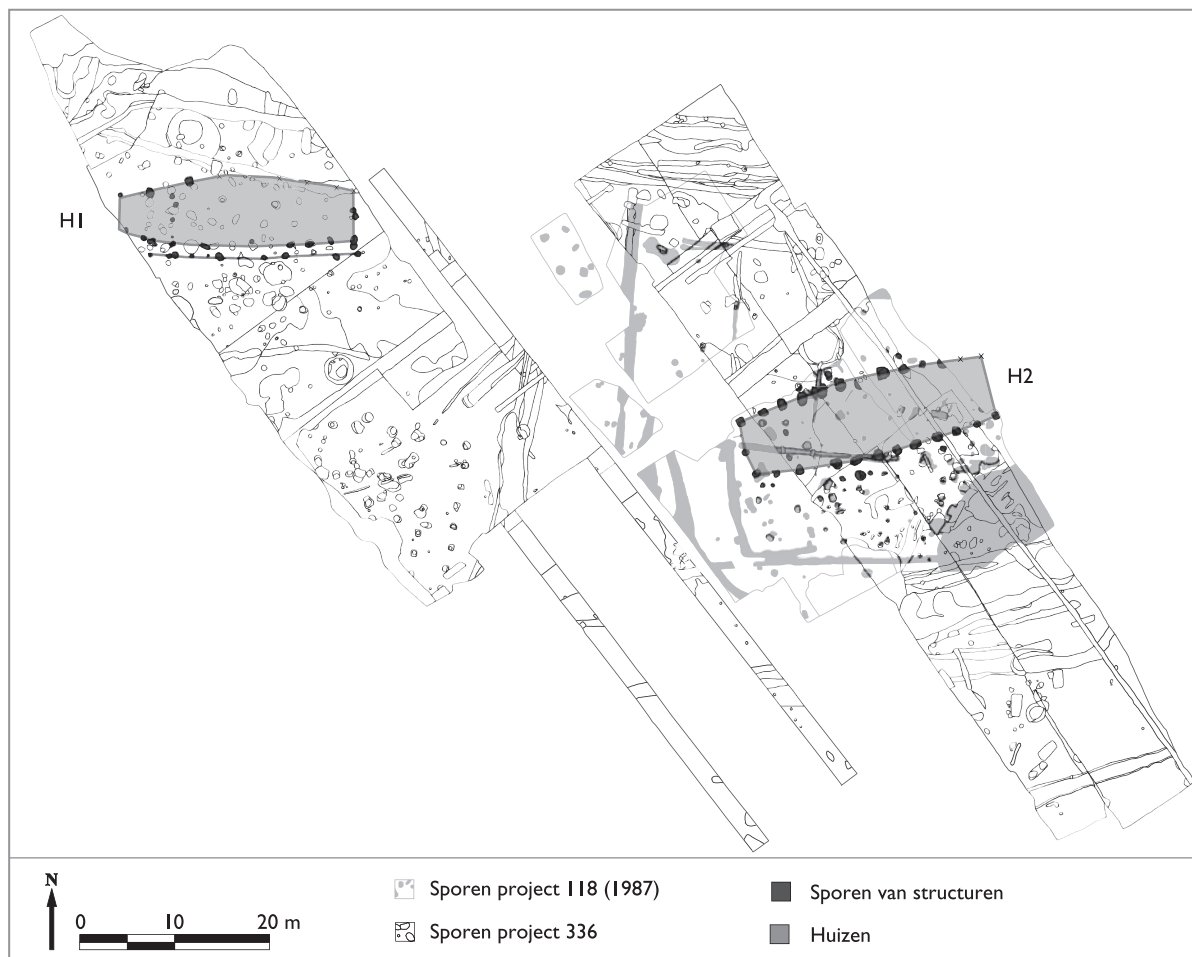 H1
H2
N
0 10 20 m
Sporen project 118 (1987)
Sporen project 336
Sporen van structuren
Huizen